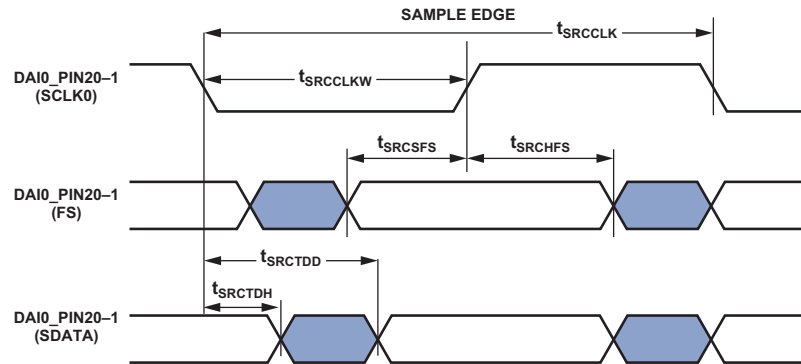 SAMPLE EDGE
tSRCCLK
DAI0_PIN20–1
(SCLK0)
tSRCCLKW
tSRCSFS
tSRCHFS
DAI0_PIN20–1
(FS)
tSRCTDD
tSRCTDH
DAI0_PIN20–1
(SDATA)